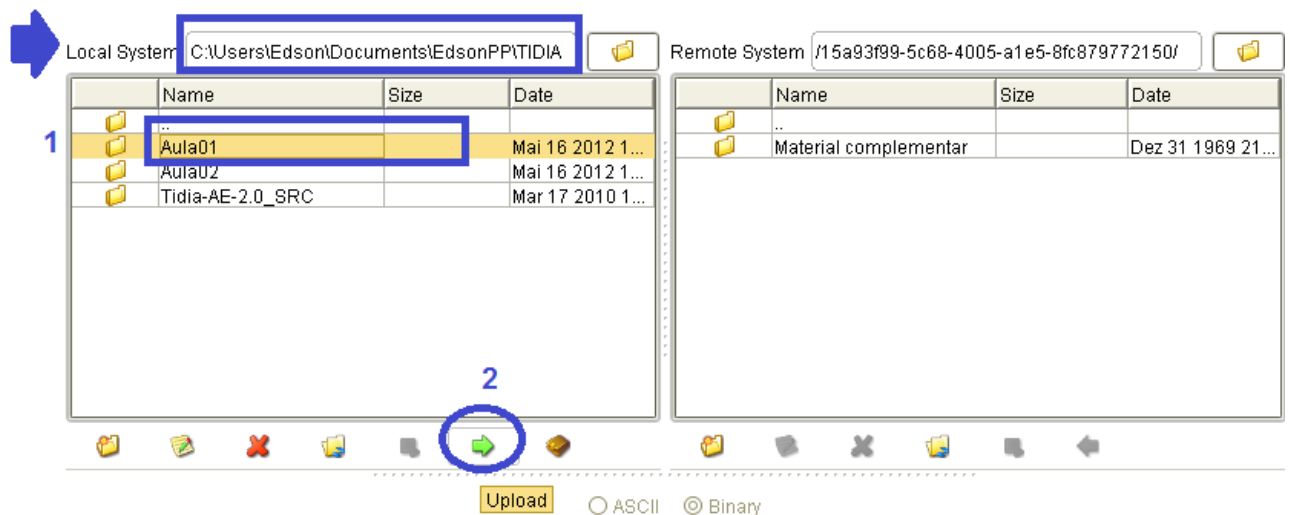 Local System C:\Users\Edson\Documents\EdsonPP\TIDIA
Remote System /15a93f99-5c68-4005-a1e5-8fc879772150/
Name Size Date
..
1
Aula01 Mai 16 2012 1...
Aula02 Mai 16 2012 1...
Tidia-AE-2.0_SRC Mar 17 2010 1...
Name Size Date
..
Material complementar Dez 31 1969 21...
2
Upload
ASCII Binary